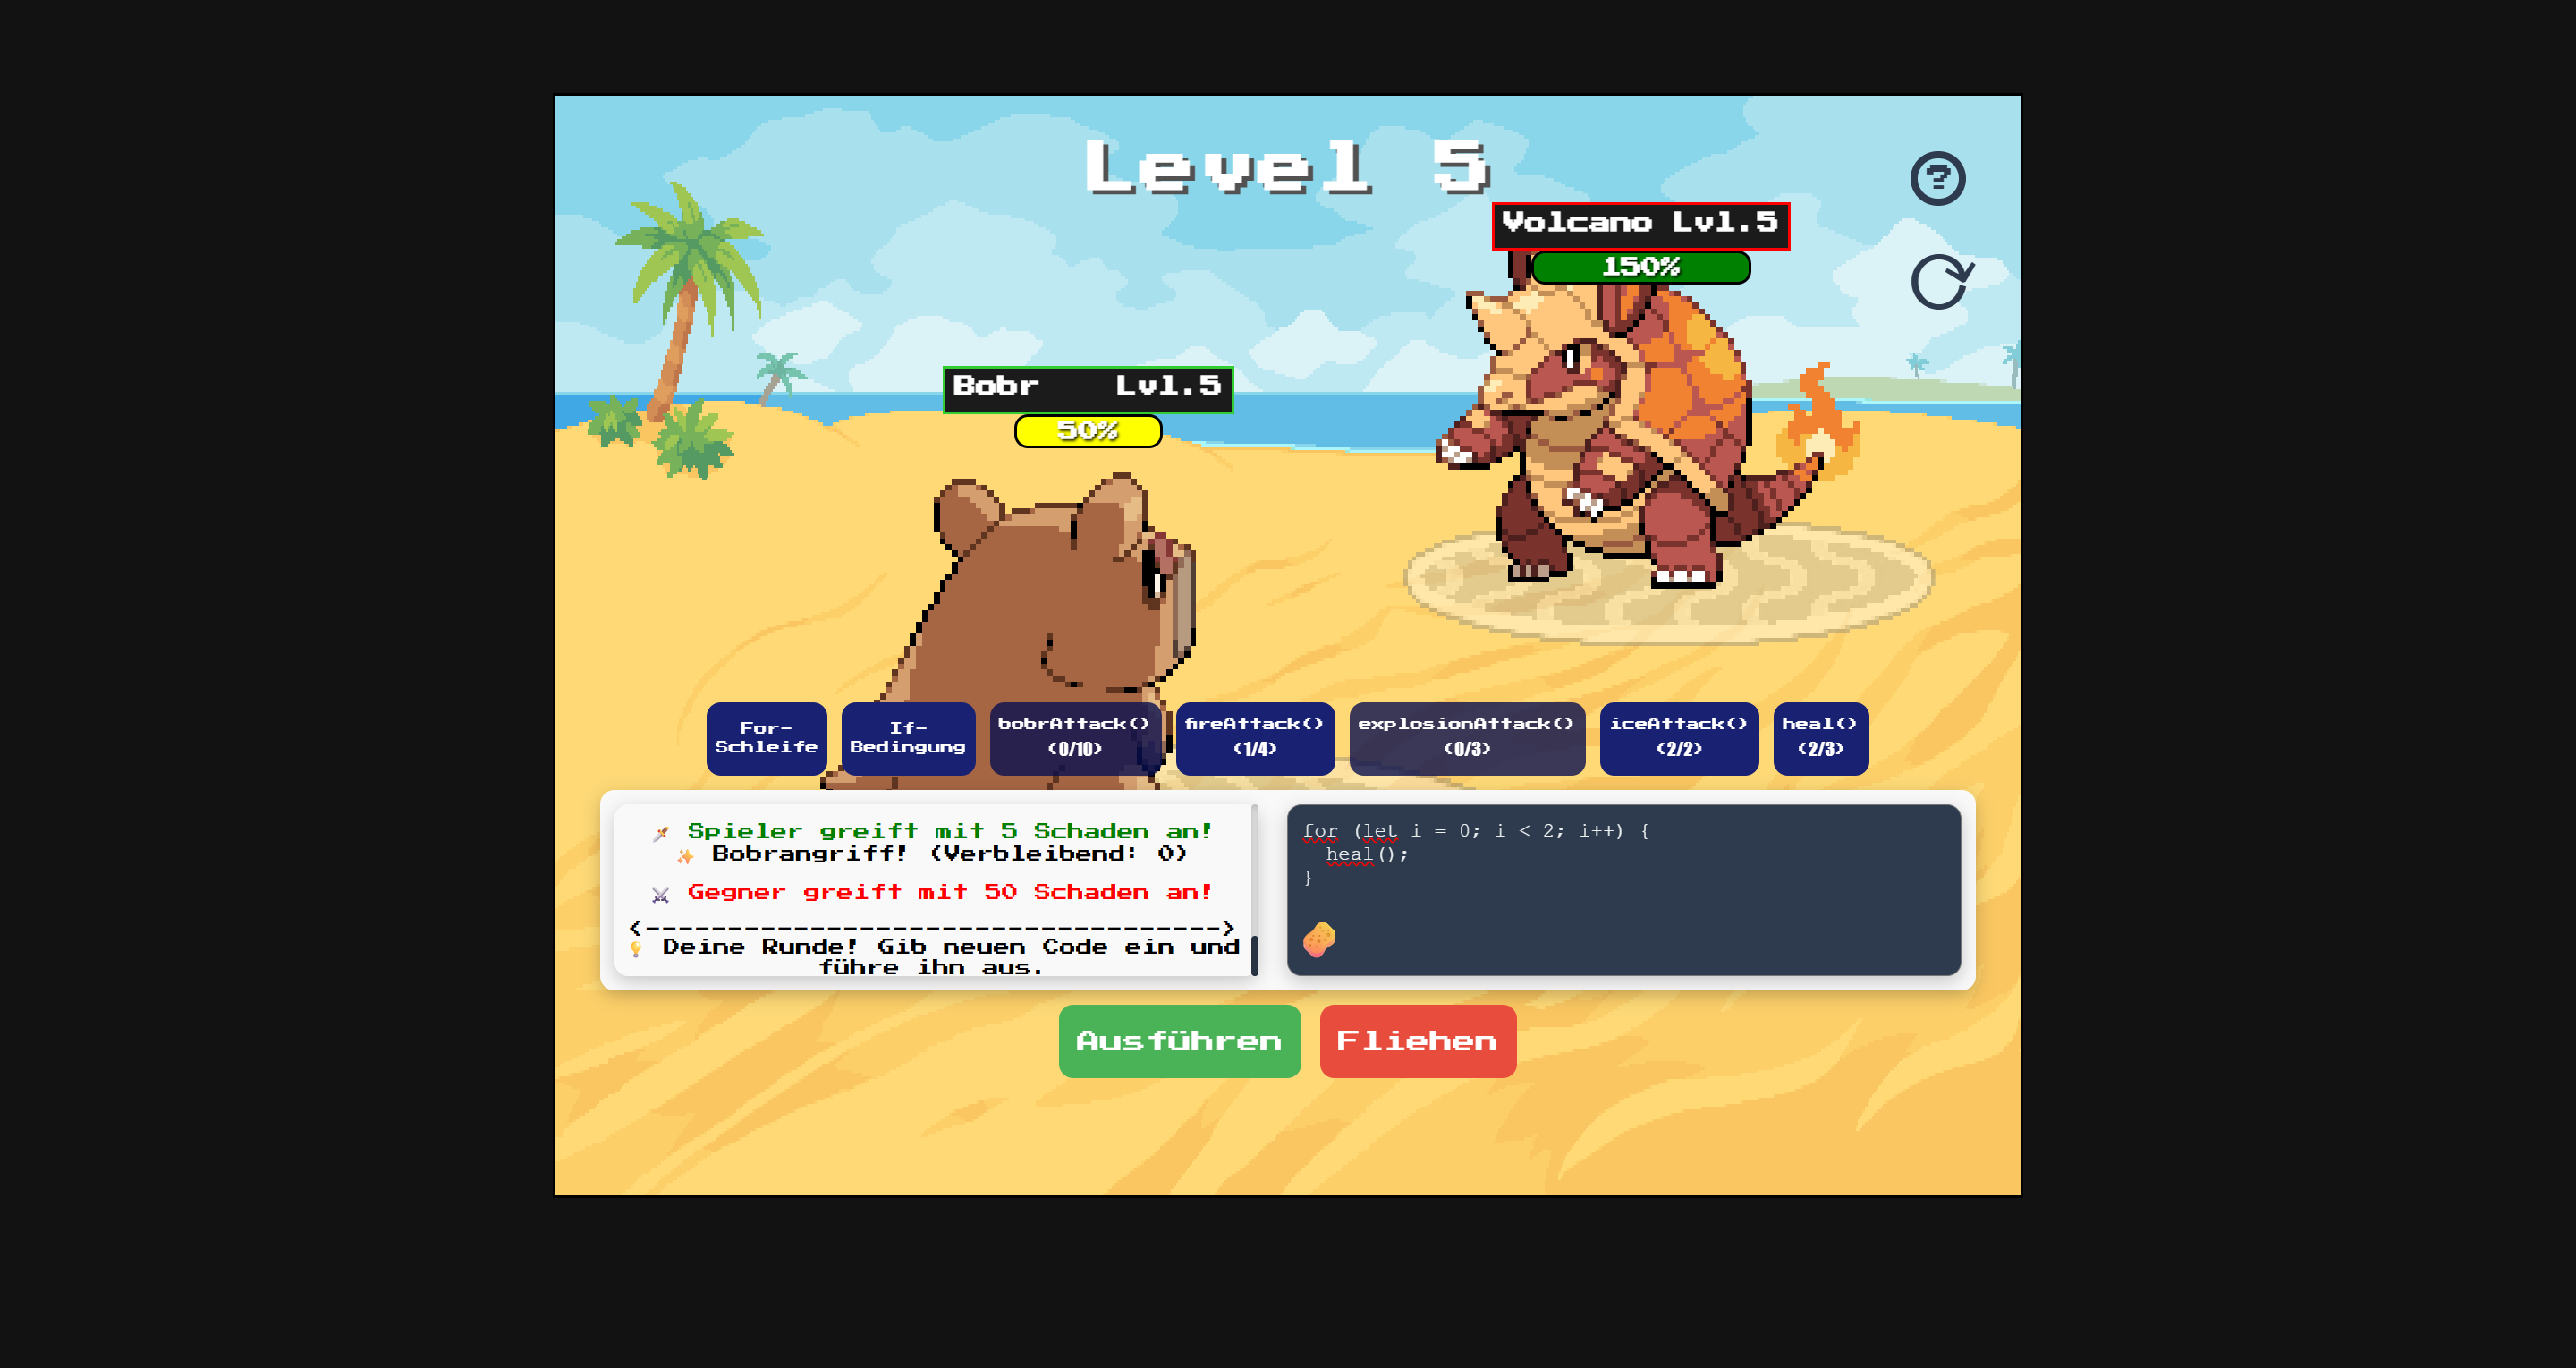 Level 5
?
Volcano Lvl.5
150%
Bobr Lvl.5
50%
For-
Schleife
If-
Bedingung
bobrAttack()
(0/10)
fireAttack()
(1/4)
explosionAttack()
(0/3)
iceAttack()
(2/2)
heal()
(2/3)
Spieler greift mit 5 Schaden an!
Bobrangriff! (Verbleibend: 0)
Gegner greift mit 50 Schaden an!
<----------------------------------->
Deine Runde! Gib neuen Code ein und
führe ihn aus.
for (let i = 0; i < 2; i++) {
  heal();
}
Ausführen
Fliehen